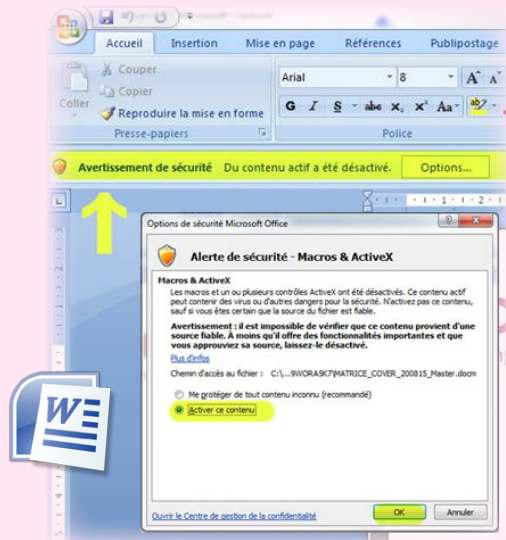 Accueil Insertion Mise en page Références Publipostage
Couper
Copier
Coller
Reproduire la mise en forme
Presse-papiers
Arial 8 A A
G I S abe X, X² Aa ab
Police
Avertissement de sécurité Du contenu actif a été désactivé. Options...
Options de sécurité Microsoft Office
Alerte de sécurité - Macros & ActiveX
Macros & ActiveX
Les macros et un ou plusieurs contrôles ActiveX ont été désactivés. Ce contenu actif
peut contenir des virus ou d'autres dangers pour la sécurité. N'activez pas ce contenu,
sauf si vous êtes certain que la source du fichier est fiable.
Avertissement : il est impossible de vérifier que ce contenu provient d'une
source fiable. À moins qu'il offre des fonctionnalités importantes et que
vous approuviez sa source, laissez-le désactivé.
Plus d'infos
Chemin d'accès au fichier : C:\...9WORASK7\MATRICE_COVER_200815_Master.docm
Me protéger de tout contenu inconnu (recommandé)
Activer ce contenu
Ouvrir le Centre de gestion de la confidentialité
OK Annuler
W